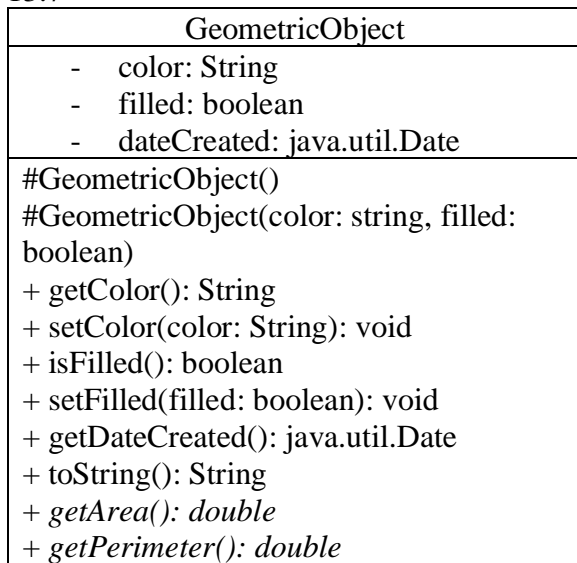 GeometricObject
- color: String
- filled: boolean
- dateCreated: java.util.Date
#GeometricObject()
#GeometricObject(color: string, filled:
boolean)
+ getColor(): String
+ setColor(color: String): void
+ isFilled(): boolean
+ setFilled(filled: boolean): void
+ getDateCreated(): java.util.Date
+ toString(): String
+ getArea(): double
+ getPerimeter(): double